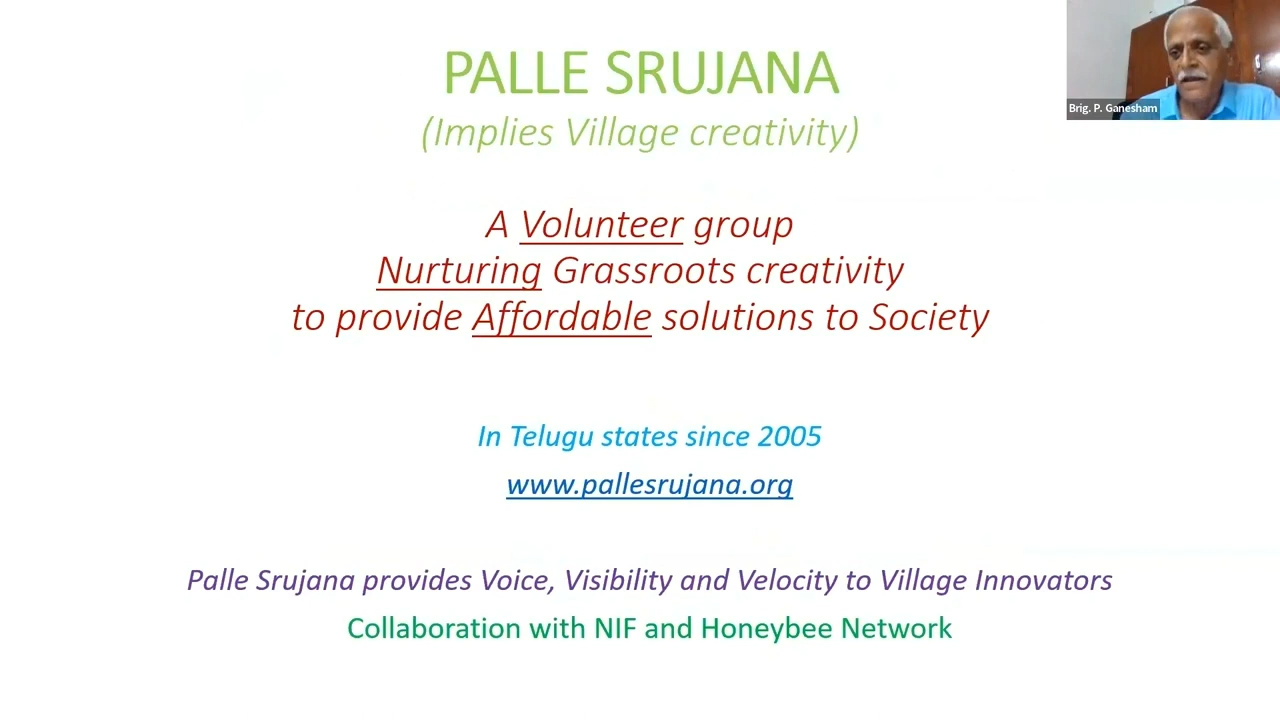 PALLE SRUJANA
(Implies Village creativity)
A Volunteer group
Nurturing Grassroots creativity
to provide Affordable solutions to Society
In Telugu states since 2005
www.pallesrujana.org
Palle Srujana provides Voice, Visibility and Velocity to Village Innovators
Collaboration with NIF and Honeybee Network
Brig. P. Ganesham